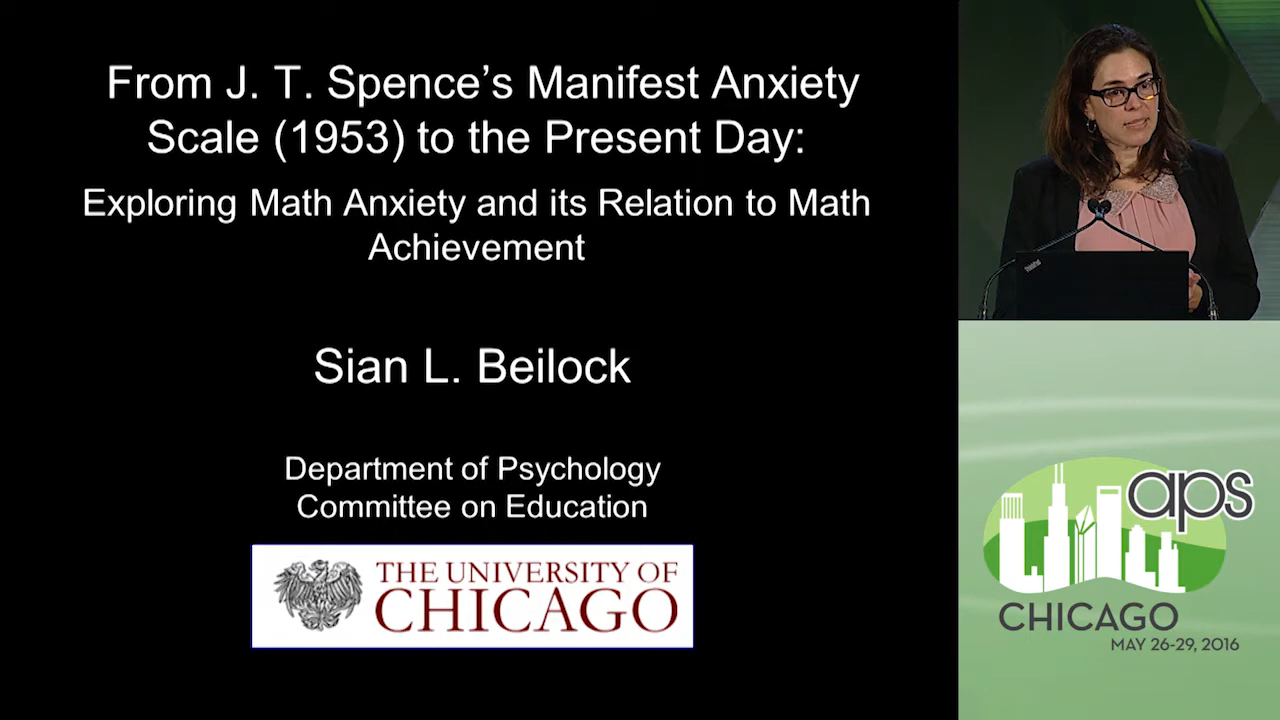 From J. T. Spence’s Manifest Anxiety
Scale (1953) to the Present Day:
Exploring Math Anxiety and its Relation to Math
Achievement
Sian L. Beilock
Department of Psychology
Committee on Education
THE UNIVERSITY OF
CHICAGO
ThinkPad
aps
CHICAGO
MAY 26-29, 2016